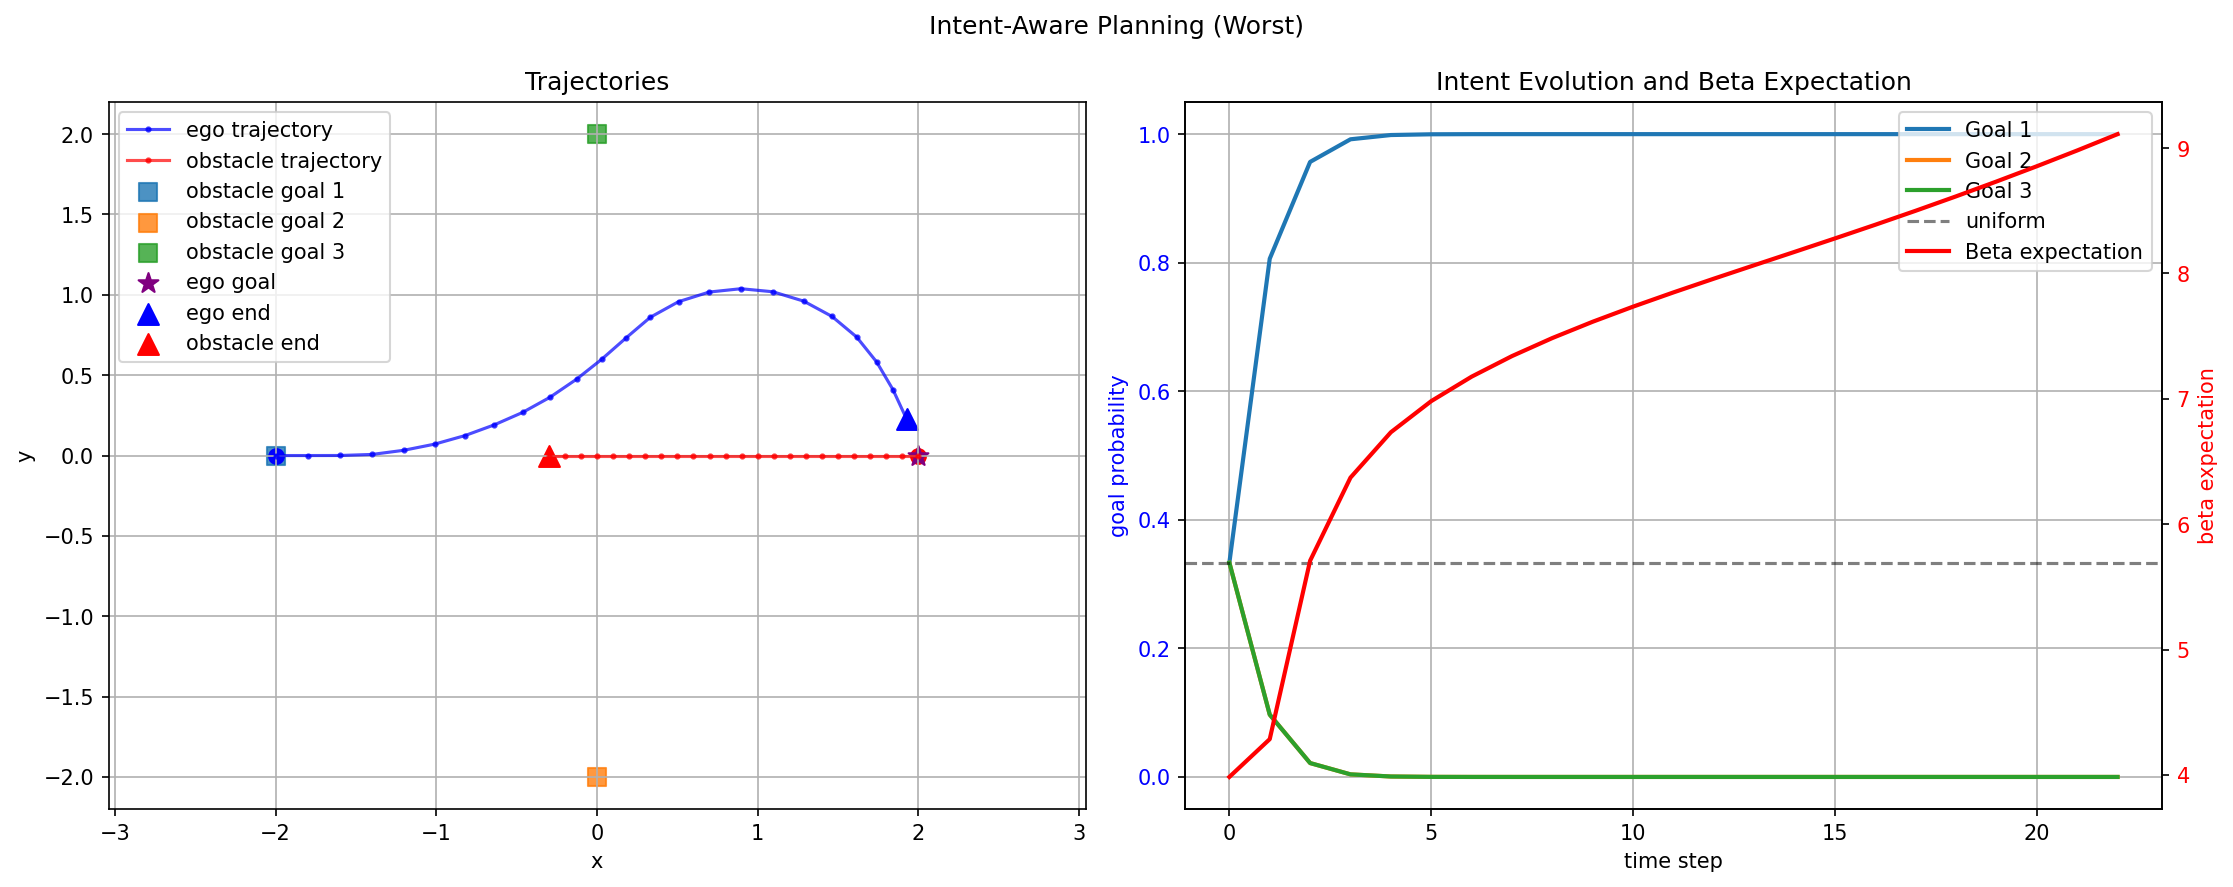 Intent-Aware Planning (Worst)
Trajectories
ego trajectory
obstacle trajectory
obstacle goal 1
obstacle goal 2
obstacle goal 3
ego goal
ego end
obstacle end
2.0
1.5
1.0
0.5
0.0
−0.5
−1.0
−1.5
−2.0
y
−3
−2
−1
0
1
2
3
x
Intent Evolution and Beta Expectation
Goal 1
Goal 2
Goal 3
uniform
Beta expectation
1.0
0.8
0.6
0.4
0.2
0.0
goal probability
9
8
7
6
5
4
beta expectation
0
5
10
15
20
time step